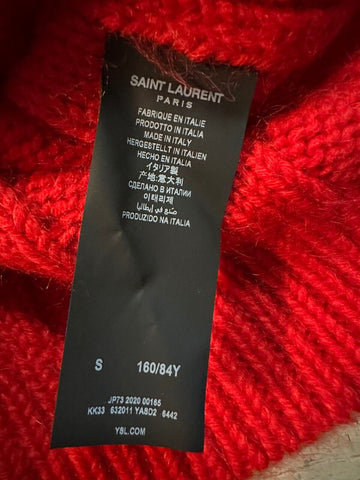 SAINT LAURENT
PARIS
FABRIQUE EN ITALIE
PRODOTTO IN ITALIA
MADE IN ITALY
HERGESTELLT IN ITALIEN
HECHO EN ITALIA
イタリア製
产地:意大利
СДЕЛАНО В ИТАЛИИ
이태리제
صنع في إيطاليا
PRODUZIDO NA ITALIA
S 160/84Y
JP73 2020 00165
KK33 632011 YASD2 6442
YSL.COM